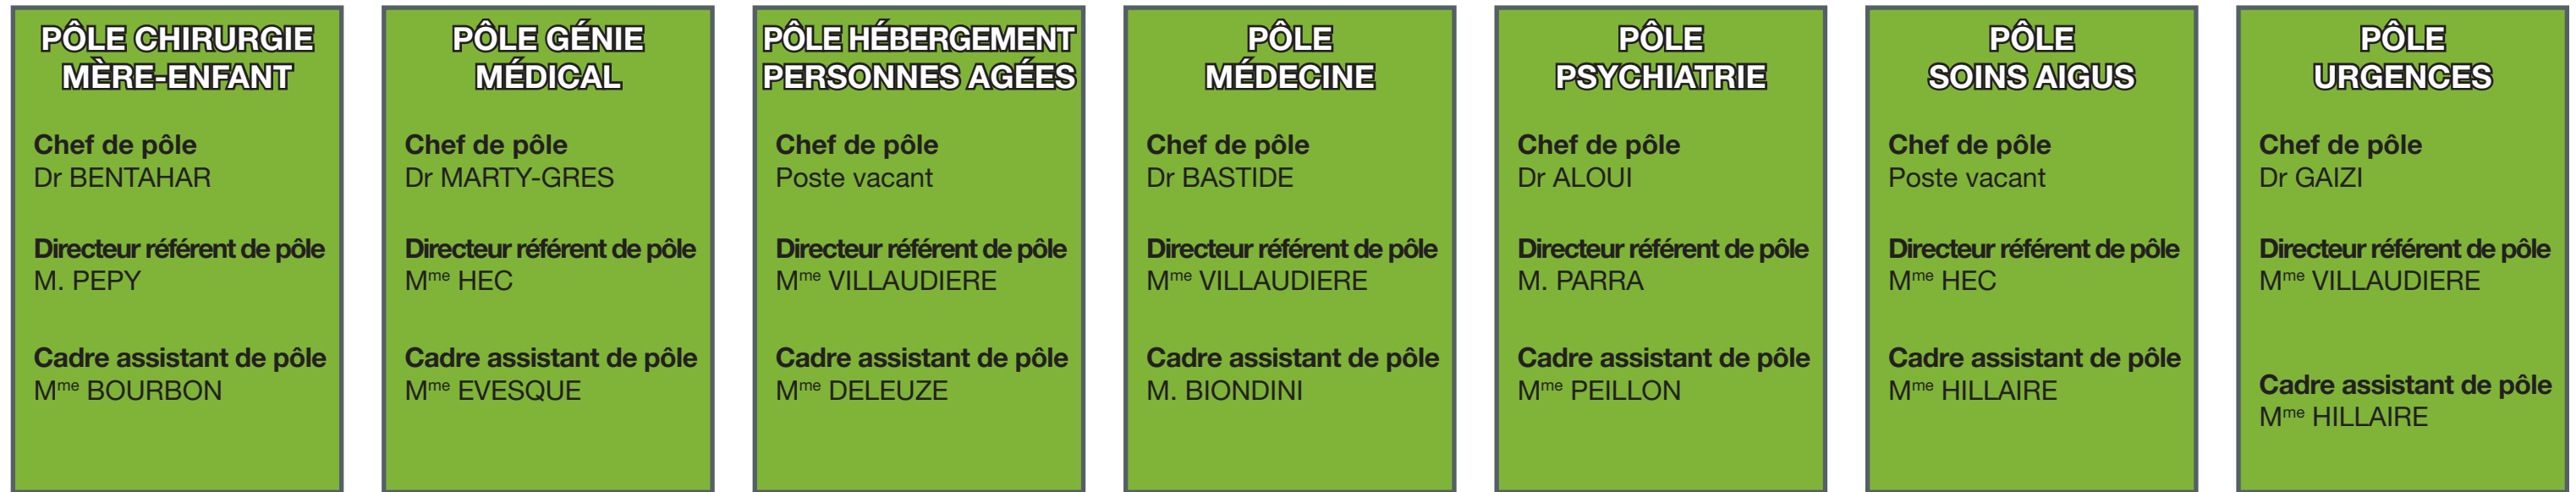 PÔLE CHIRURGIE
MÈRE-ENFANT
Chef de pôle
Dr BENTAHAR
Directeur référent de pôle
M. PEPY
Cadre assistant de pôle
Mme BOURBON
PÔLE GÉNIE
MÉDICAL
Chef de pôle
Dr MARTY-GRES
Directeur référent de pôle
Mme HEC
Cadre assistant de pôle
Mme EVESQUE
PÔLE HÉBERGEMENT
PERSONNES AGÉES
Chef de pôle
Poste vacant
Directeur référent de pôle
Mme VILLAUDIERE
Cadre assistant de pôle
Mme DELEUZE
PÔLE
MÉDECINE
Chef de pôle
Dr BASTIDE
Directeur référent de pôle
Mme VILLAUDIERE
Cadre assistant de pôle
M. BIONDINI
PÔLE
PSYCHIATRIE
Chef de pôle
Dr ALOUI
Directeur référent de pôle
M. PARRA
Cadre assistant de pôle
Mme PEILLON
PÔLE
SOINS AIGUS
Chef de pôle
Poste vacant
Directeur référent de pôle
Mme HEC
Cadre assistant de pôle
Mme HILLAIRE
PÔLE
URGENCES
Chef de pôle
Dr GAIZI
Directeur référent de pôle
Mme VILLAUDIERE
Cadre assistant de pôle
Mme HILLAIRE